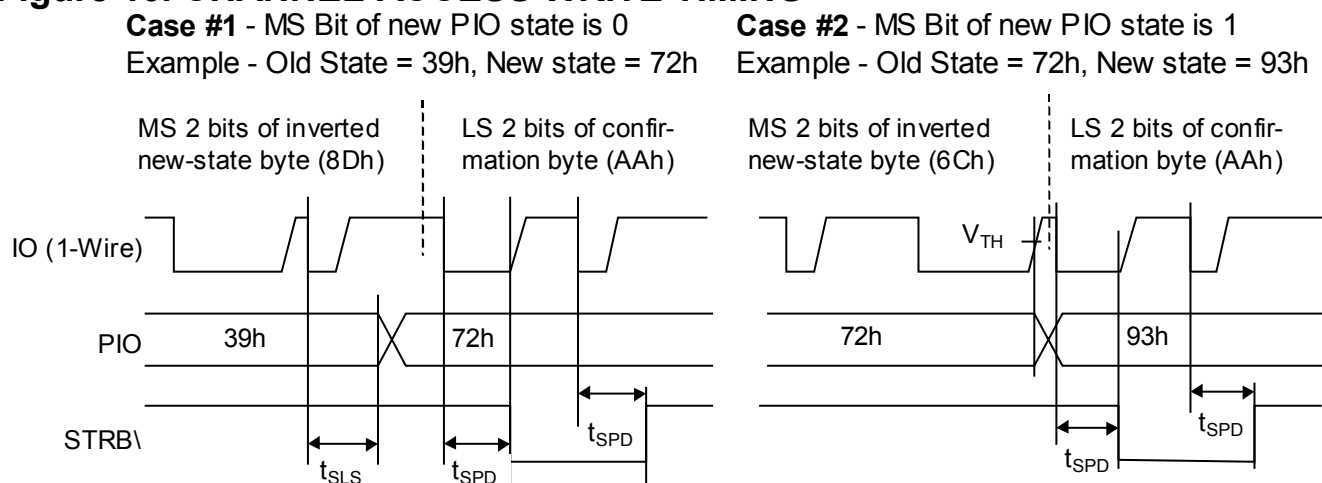 Case #1 - MS Bit of new PIO state is 0
Example - Old State = 39h, New state = 72h
Case #2 - MS Bit of new PIO state is 1
Example - Old State = 72h, New state = 93h
MS 2 bits of inverted
new-state byte (8Dh)
LS 2 bits of confir-
mation byte (AAh)
MS 2 bits of inverted
new-state byte (6Ch)
LS 2 bits of confir-
mation byte (AAh)
IO (1-Wire)
VTH
PIO
39h
72h
72h
93h
STRB\
tSLS
tSPD
tSPD
tSPD
tSPD